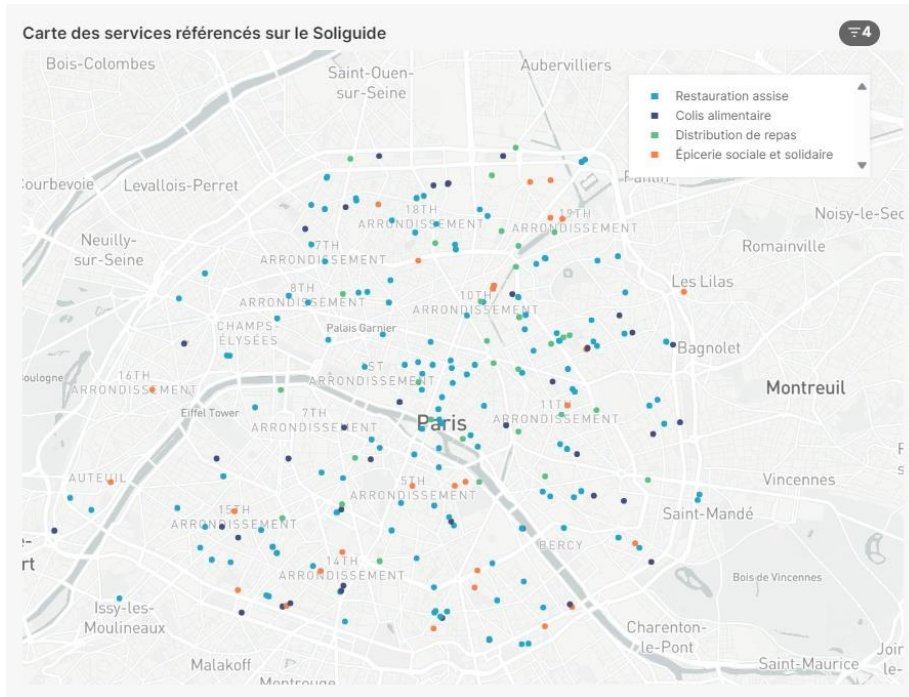 Carte des services référencés sur le Soliguide
4
Bois-Colombes
Aubervilliers
Saint-Ouen-
sur-Seine
Restauration assise
Colis alimentaire
Distribution de repas
Épicerie sociale et solidaire
Pantin
Courbevoie
Levallois-Perret
18TH
ARRONDISSEMENT
19TH
ARRONDISSEMENT
Noisy-le-Sec
Neuilly-
sur-Seine
17TH
ARRONDISSEMENT
Romainville
8TH
ARRONDISSEMENT
10TH
ARRONDISSEMENT
Les Lilas
CHAMPS-
ÉLYSÉES
Palais Garnier
Bagnolet
1ST
ARRONDISSEMENT
oulogne
16TH
ARRONDISSEMENT
Montreuil
Eiffel Tower
7TH
ARRONDISSEMENT
Paris
11TH
ARRONDISSEMENT
AUTEUIL
5TH
ARRONDISSEMENT
Vincennes
15TH
ARRONDISSEMENT
Saint-Mandé
e-
rt
BERCY
14TH
ARRONDISSEMENT
Bois de Vincennes
Issy-les-
Moulineaux
Charenton-
le-Pont
Join
le-
Malakoff
Saint-Maurice
Montrouge